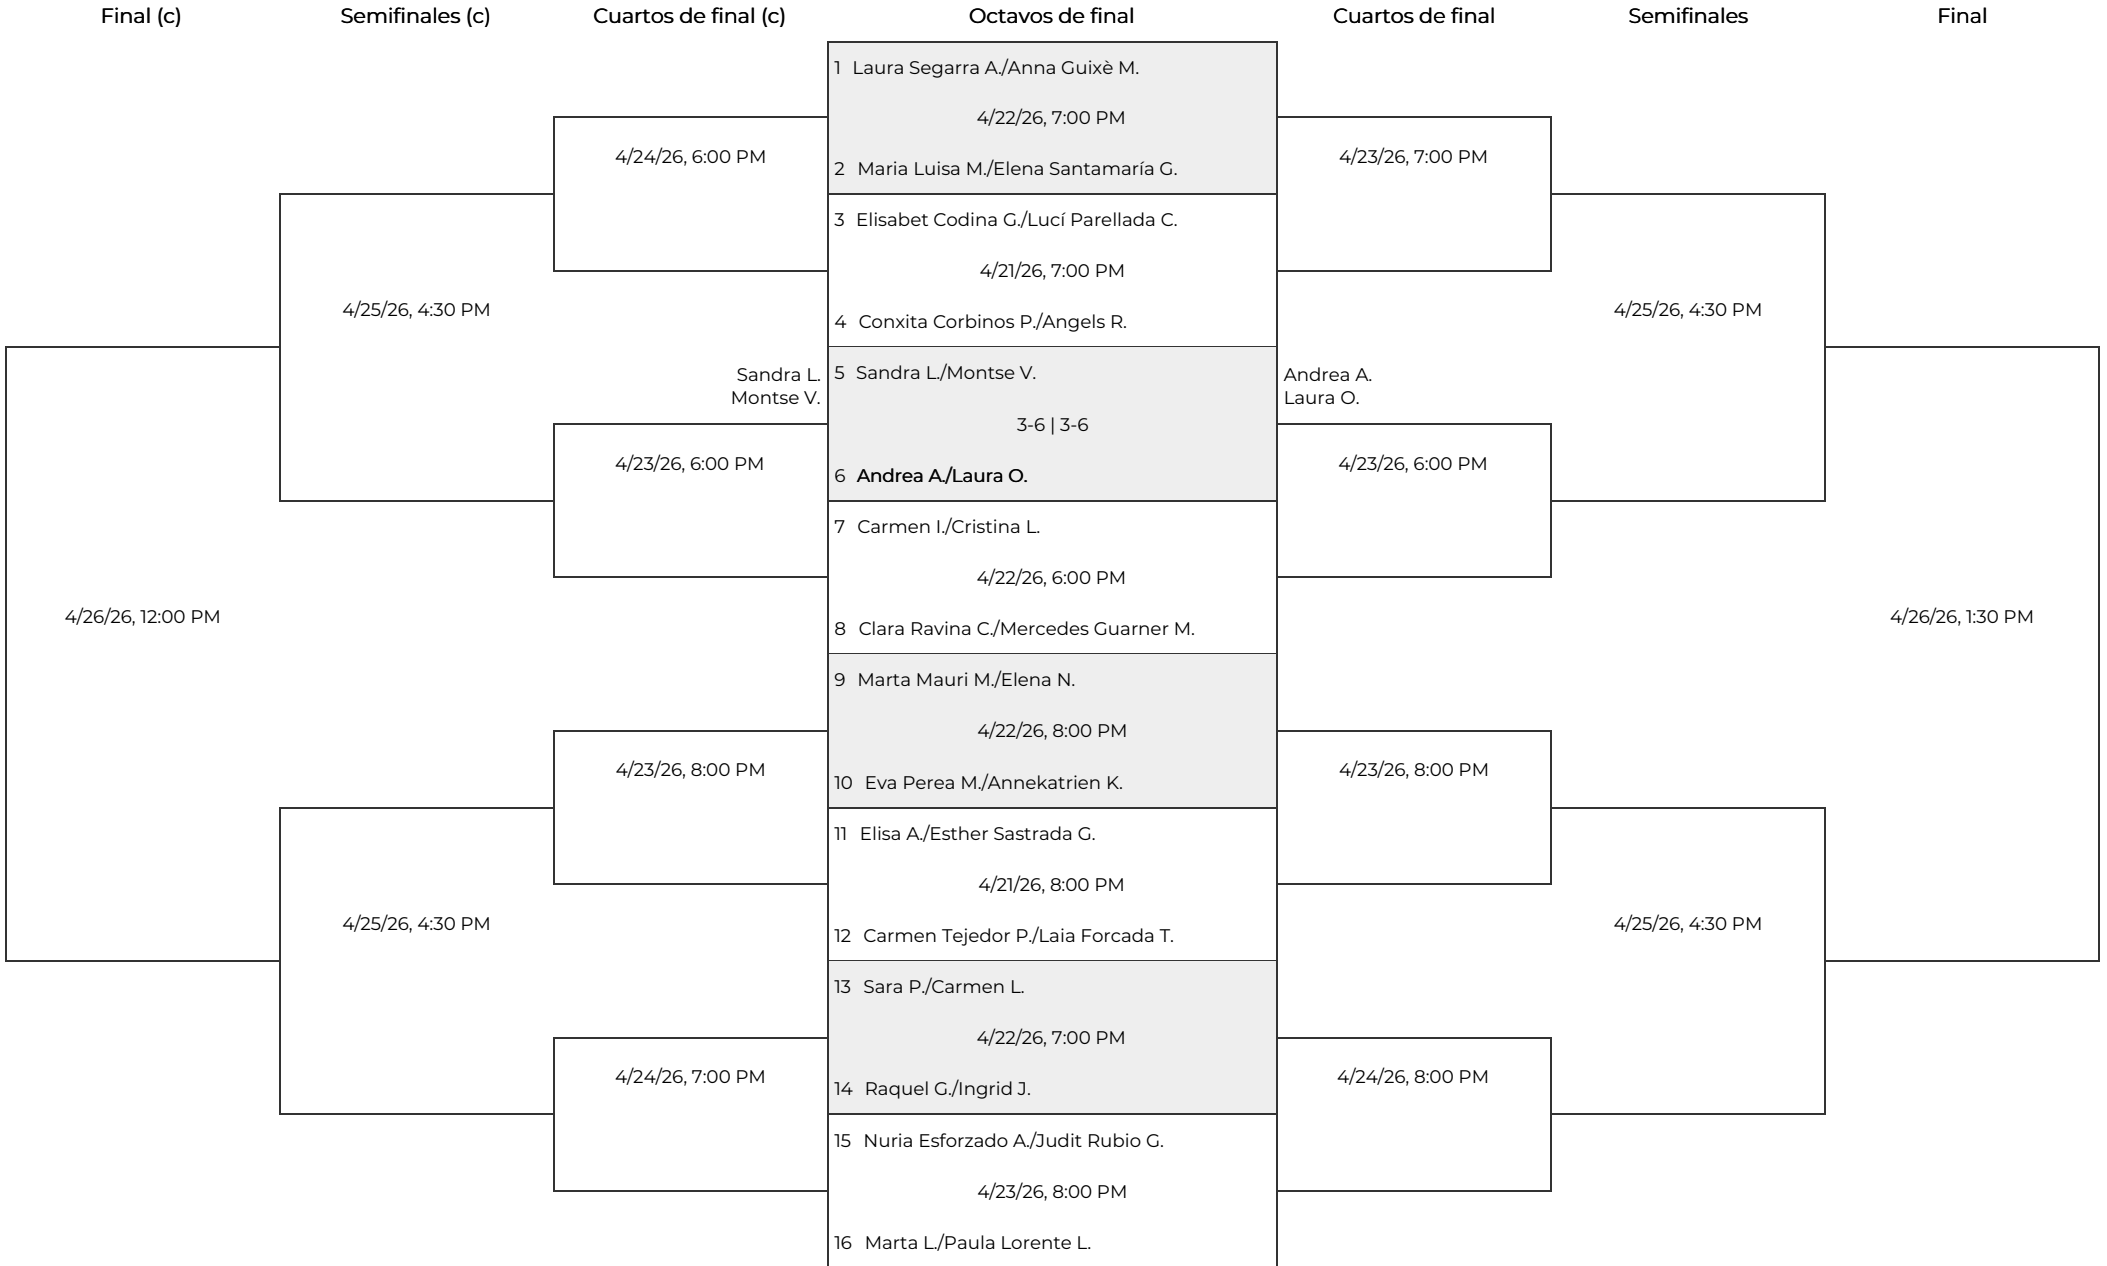 Final (c)
Semifinales (c)
Cuartos de final (c)
Octavos de final
Cuartos de final
Semifinales
Final
1 Laura Segarra A./Anna Guixè M.
4/22/26, 7:00 PM
2 Maria Luisa M./Elena Santamaría G.
4/24/26, 6:00 PM
4/23/26, 7:00 PM
3 Elisabet Codina G./Lucí Parellada C.
4/21/26, 7:00 PM
4 Conxita Corbinos P./Angels R.
4/25/26, 4:30 PM
4/25/26, 4:30 PM
Sandra L.
Montse V.
5 Sandra L./Montse V.
3-6 | 3-6
6 Andrea A./Laura O.
Andrea A.
Laura O.
4/23/26, 6:00 PM
4/23/26, 6:00 PM
7 Carmen I./Cristina L.
4/22/26, 6:00 PM
8 Clara Ravina C./Mercedes Guarner M.
4/26/26, 12:00 PM
4/26/26, 1:30 PM
9 Marta Mauri M./Elena N.
4/22/26, 8:00 PM
10 Eva Perea M./Annekatrien K.
4/23/26, 8:00 PM
4/23/26, 8:00 PM
11 Elisa A./Esther Sastrada G.
4/21/26, 8:00 PM
12 Carmen Tejedor P./Laia Forcada T.
4/25/26, 4:30 PM
4/25/26, 4:30 PM
13 Sara P./Carmen L.
4/22/26, 7:00 PM
14 Raquel G./Ingrid J.
4/24/26, 7:00 PM
4/24/26, 8:00 PM
15 Nuria Esforzado A./Judit Rubio G.
4/23/26, 8:00 PM
16 Marta L./Paula Lorente L.